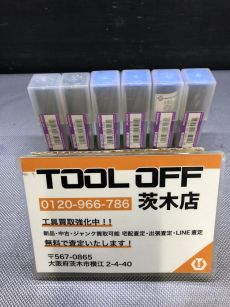 TOOL OFF
0120-966-786 茨木店
工具買取強化中！！
新品・中古・ジャンク買取可能 宅配査定・出張査定・LINE査定
無料で査定いたします！
〒567-0865
大阪府茨木市横江 2-4-40